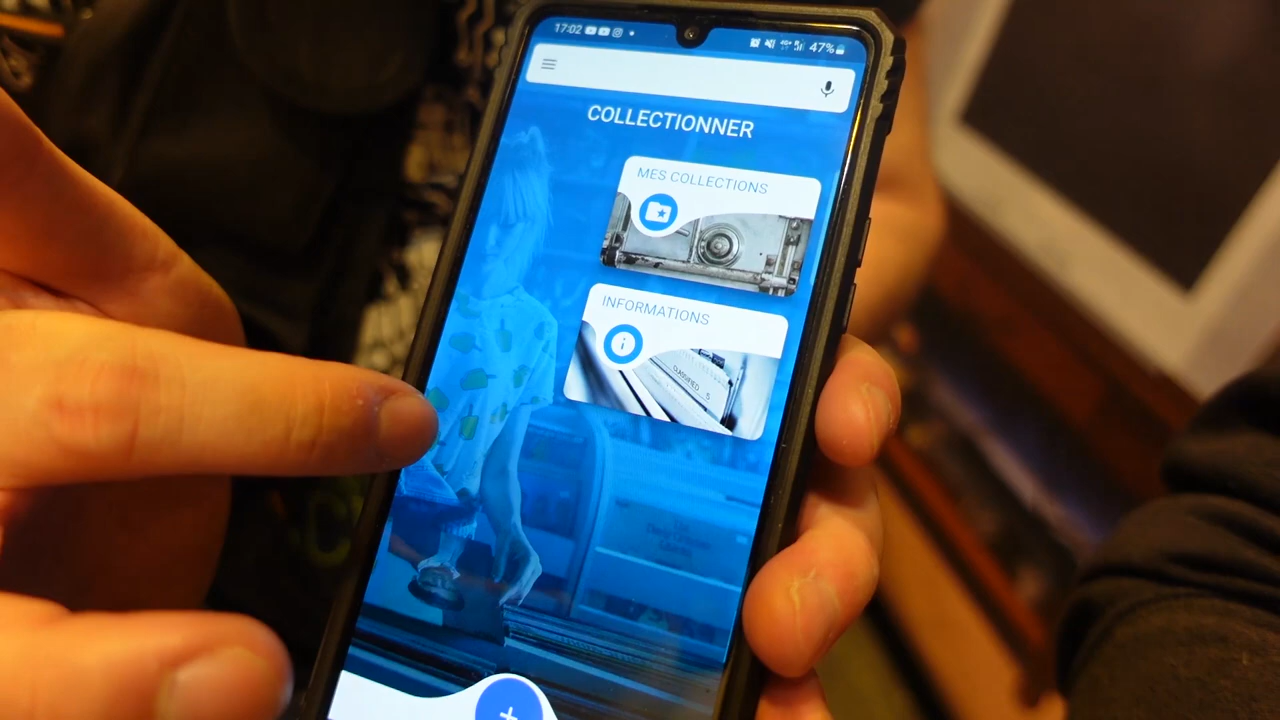 17:02
47%
COLLECTIONNER
MES COLLECTIONS
INFORMATIONS
CLASSIFIED